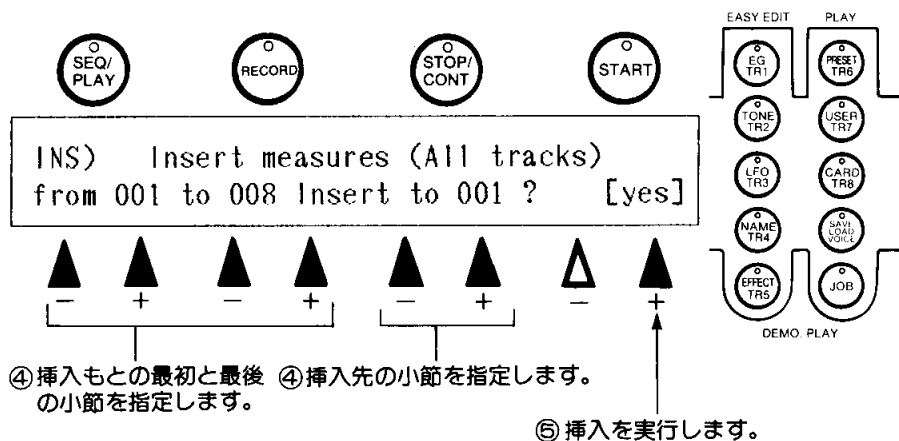 EASY EDIT PLAY
SEQ/
PLAY
RECORD
STOP/
CONT
START
EG
TR1
PRESET
TR6
TONE
TR2
USER
TR7
LFO
TR3
CARD
TR8
NAME
TR4
SAVE
LOAD
VOICE
EFFECT
TR5
JOB
DEMO. PLAY
INS) Insert measures (All tracks)
from 001 to 008 Insert to 001 ? [yes]
− + − + − + − +
④挿入もとの最初と最後
の小節を指定します。
④挿入先の小節を指定します。
⑤挿入を実行します。